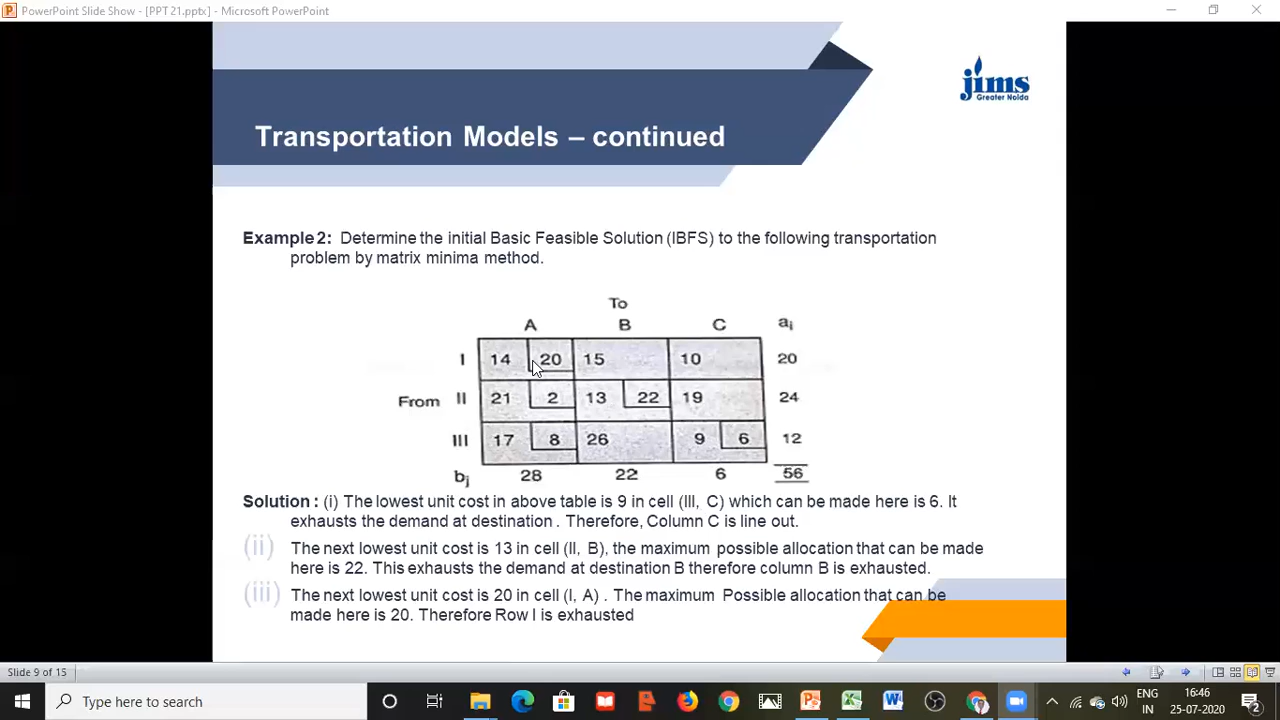 PowerPoint Slide Show - [PPT 21.pptx] - Microsoft PowerPoint
jims
Greater Noida
Transportation Models – continued
Example 2: Determine the initial Basic Feasible Solution (IBFS) to the following transportation
problem by matrix minima method.
To
A B C ai
I 14 20 15 10 20
From II 21 2 13 22 19 24
III 17 8 26 9 6 12
bj 28 22 6 56
Solution : (i) The lowest unit cost in above table is 9 in cell (III, C) which can be made here is 6. It
exhausts the demand at destination . Therefore, Column C is line out.
(ii) The next lowest unit cost is 13 in cell (II, B), the maximum possible allocation that can be made
here is 22. This exhausts the demand at destination B therefore column B is exhausted.
(iii) The next lowest unit cost is 20 in cell (I, A) . The maximum Possible allocation that can be
made here is 20. Therefore Row I is exhausted
Slide 9 of 15
Type here to search
ENG 16:46
IN 25-07-2020
2